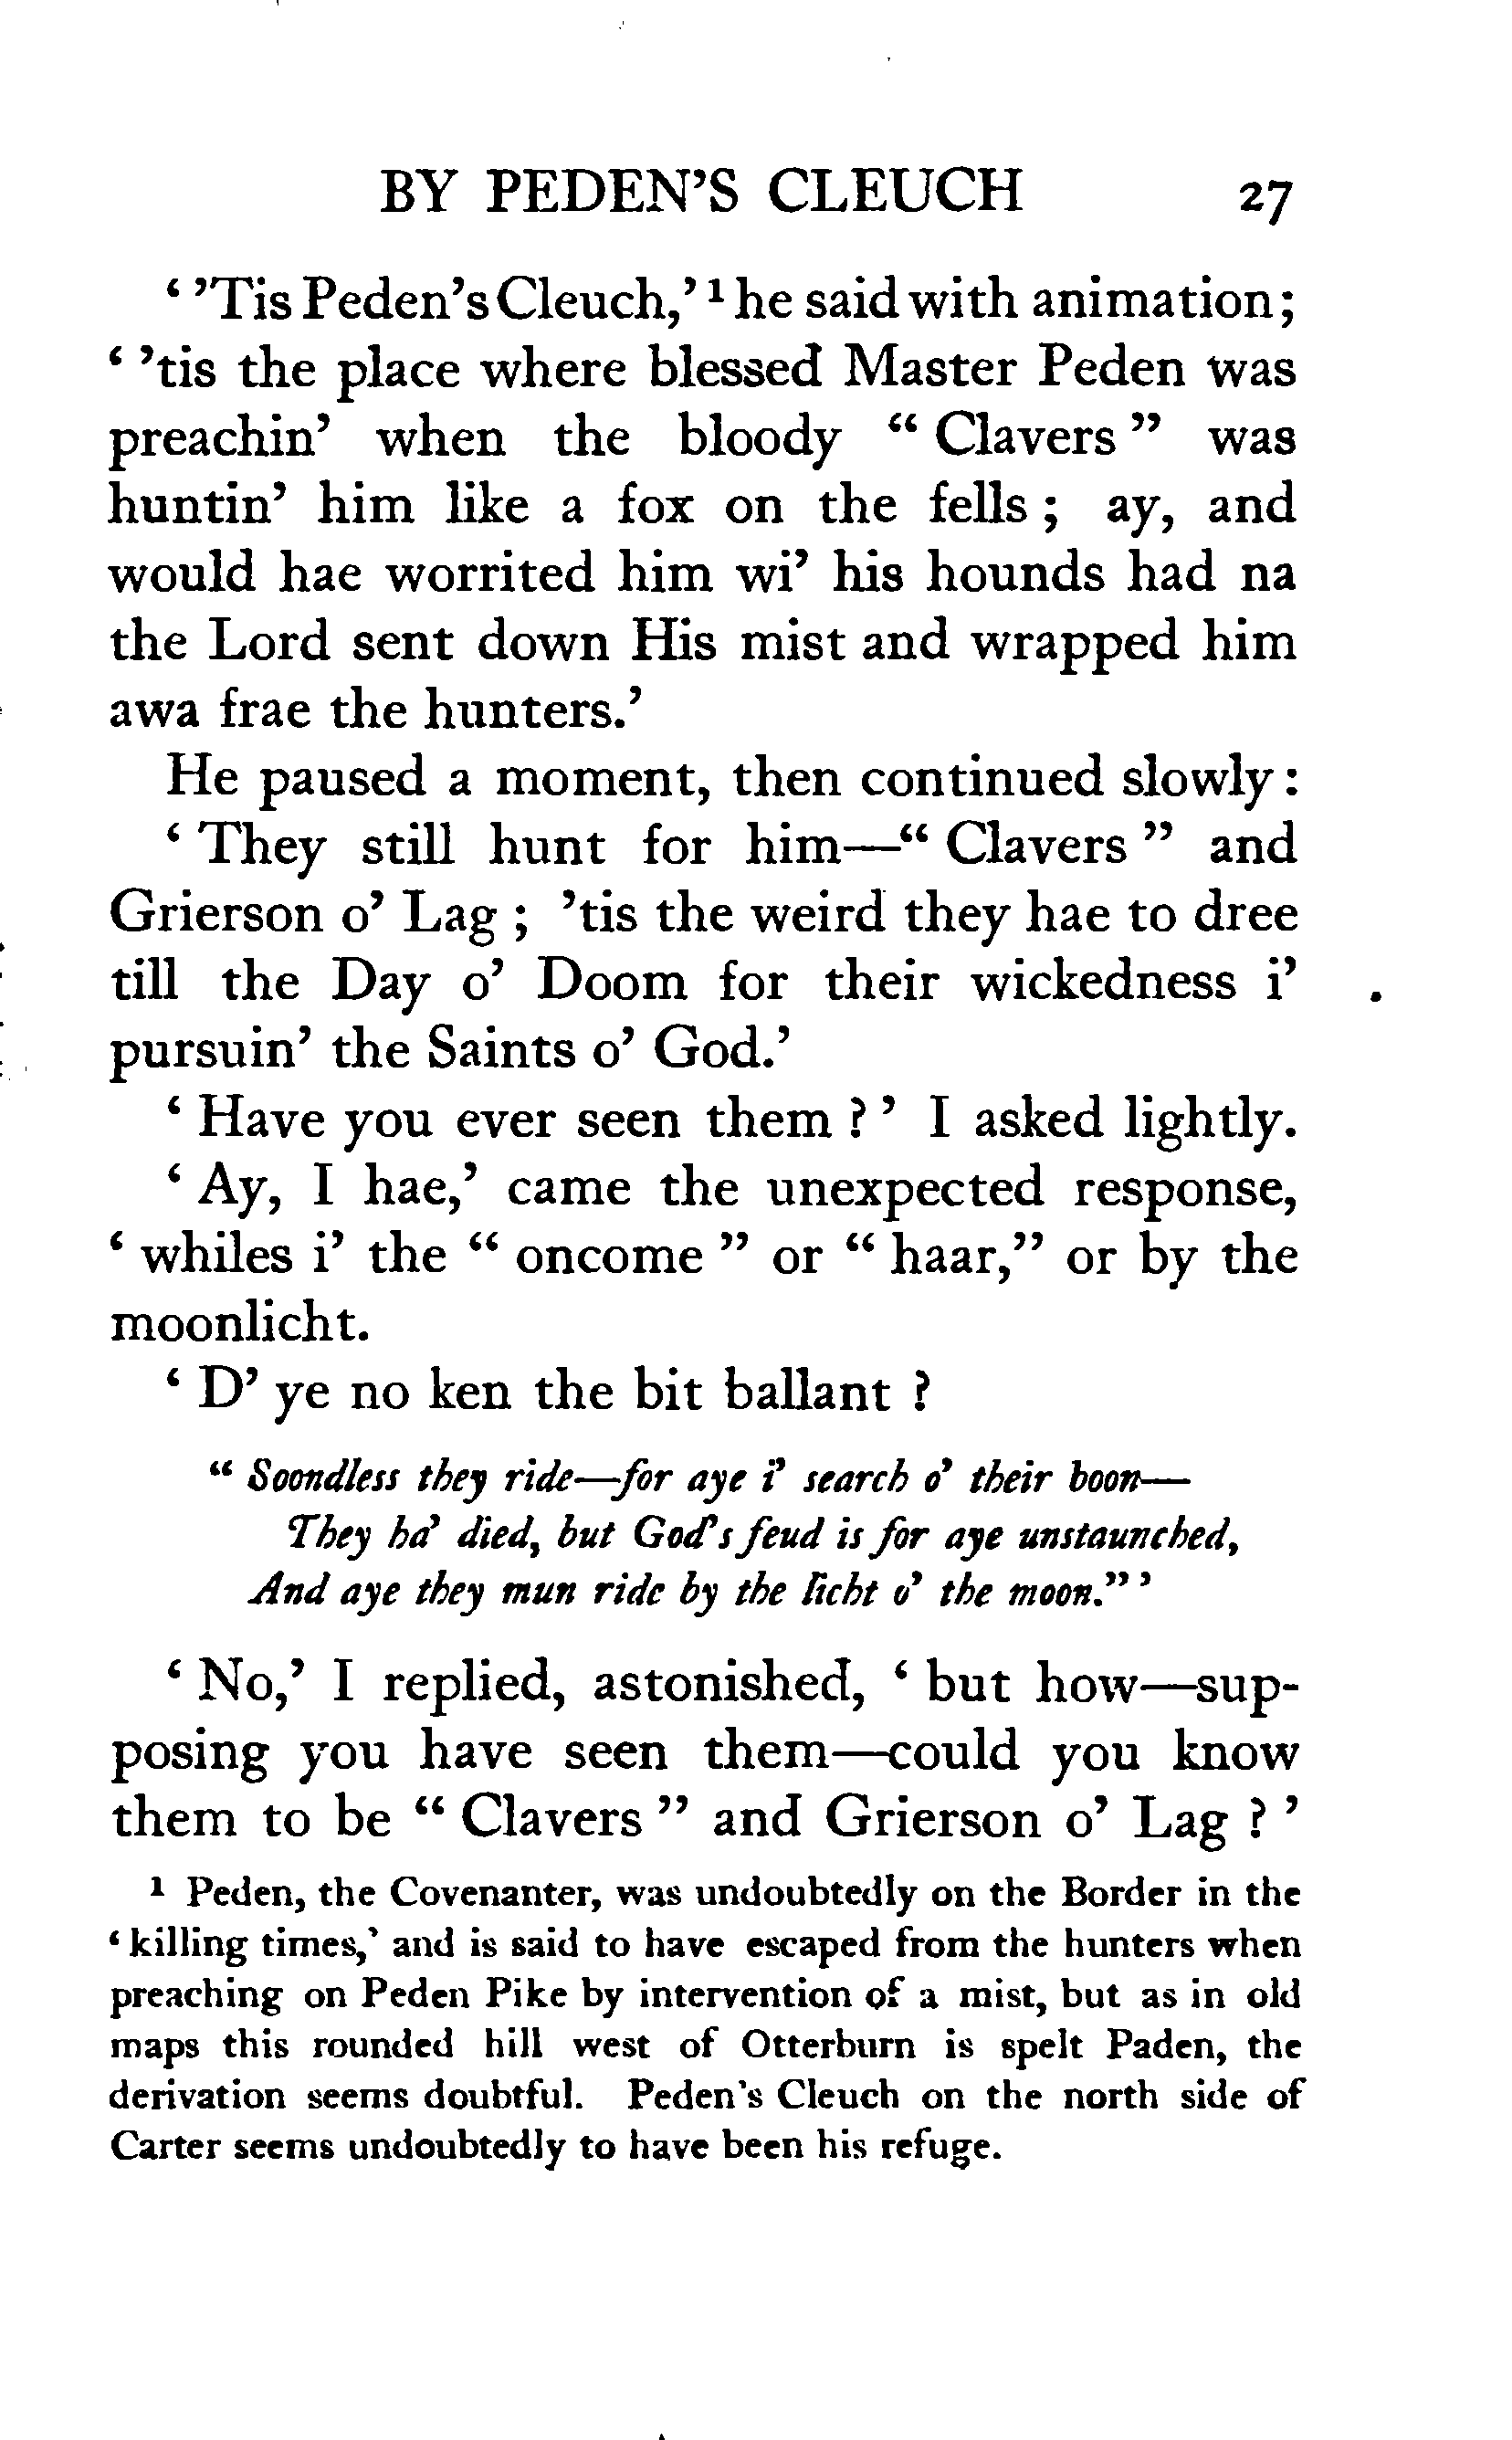 BY PEDEN'S CLEUCH 27
‘ ’Tis Peden’s Cleuch,’ ¹ he said with animation;
‘ ’tis the place where blessed Master Peden was
preachin’ when the bloody “ Clavers ” was
huntin’ him like a fox on the fells ; ay, and
would hae worrited him wi’ his hounds had na
the Lord sent down His mist and wrapped him
awa frae the hunters.’
He paused a moment, then continued slowly :
‘ They still hunt for him—“ Clavers ” and
Grierson o’ Lag ; ’tis the weird they hae to dree
till the Day o’ Doom for their wickedness i’
pursuin’ the Saints o’ God.’
‘ Have you ever seen them ? ’ I asked lightly.
‘ Ay, I hae,’ came the unexpected response,
‘ whiles i’ the “ oncome ” or “ haar,” or by the
moonlicht.
‘ D’ ye no ken the bit ballant ?
“ Soondless they ride—for aye i’ search o’ their boon—
They ha’ died, but God’s feud is for aye unstaunched,
And aye they mun ride by the licht o’ the moon.” ’
‘ No,’ I replied, astonished, ‘ but how—sup-
posing you have seen them—could you know
them to be “ Clavers ” and Grierson o’ Lag ? ’
¹ Peden, the Covenanter, was undoubtedly on the Border in the
‘ killing times,’ and is said to have escaped from the hunters when
preaching on Peden Pike by intervention of a mist, but as in old
maps this rounded hill west of Otterburn is spelt Paden, the
derivation seems doubtful. Peden’s Cleuch on the north side of
Carter seems undoubtedly to have been his refuge.